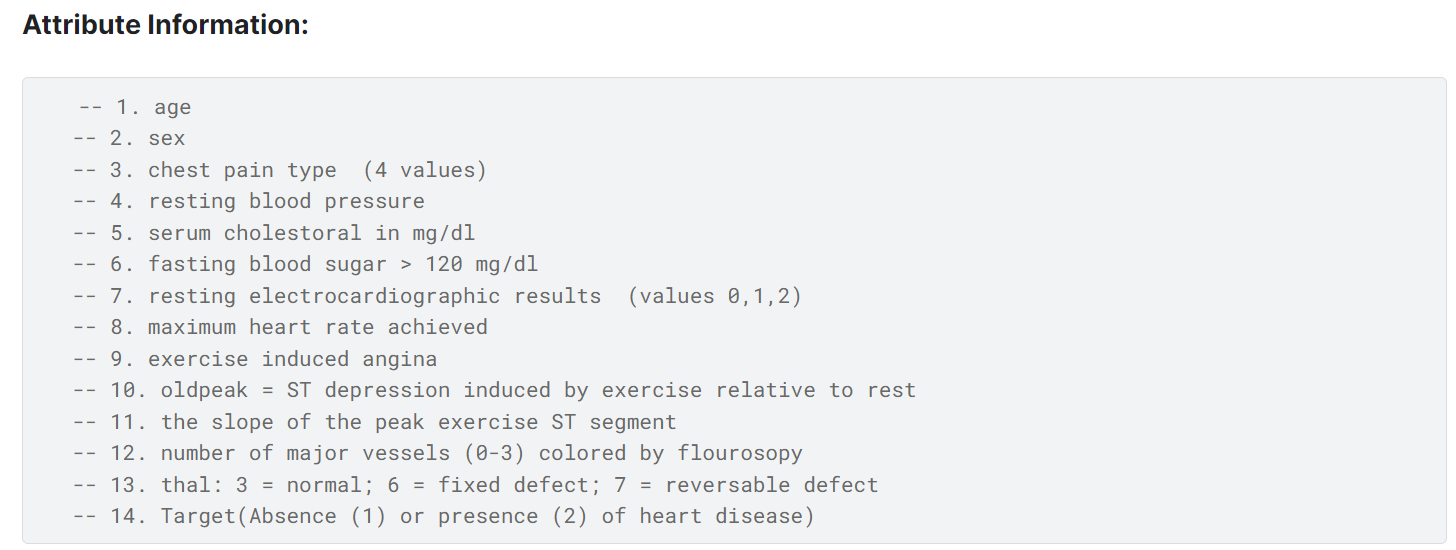 Attribute Information:
-- 1. age
-- 2. sex
-- 3. chest pain type  (4 values)
-- 4. resting blood pressure
-- 5. serum cholestoral in mg/dl
-- 6. fasting blood sugar > 120 mg/dl
-- 7. resting electrocardiographic results  (values 0,1,2)
-- 8. maximum heart rate achieved
-- 9. exercise induced angina
-- 10. oldpeak = ST depression induced by exercise relative to rest
-- 11. the slope of the peak exercise ST segment
-- 12. number of major vessels (0-3) colored by flourosopy
-- 13. thal: 3 = normal; 6 = fixed defect; 7 = reversable defect
-- 14. Target(Absence (1) or presence (2) of heart disease)